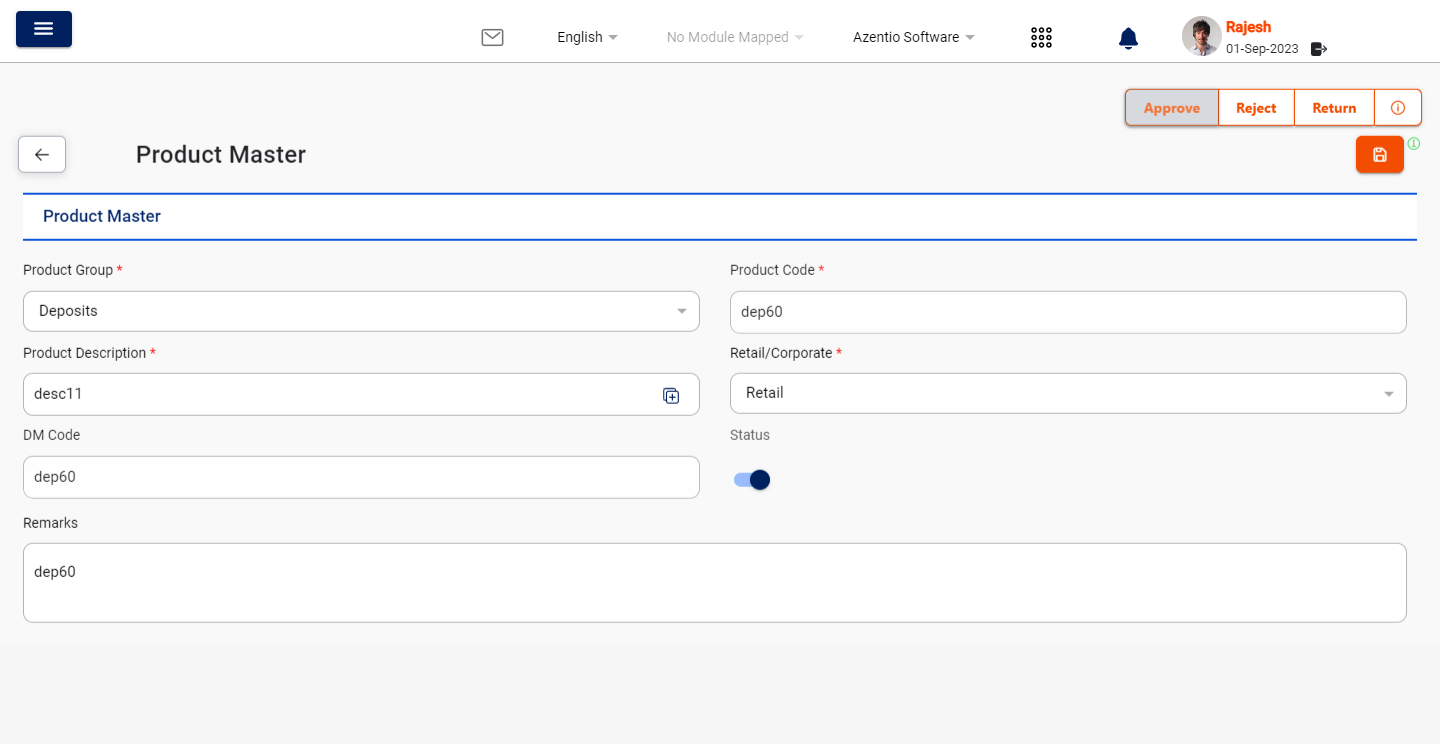 English
No Module Mapped
Azentio Software
Rajesh
01-Sep-2023
Approve
Reject
Return
Product Master
Product Master
Product Group *
Product Code *
Deposits
dep60
Product Description *
Retail/Corporate *
desc11
Retail
DM Code
Status
dep60
Remarks
dep60